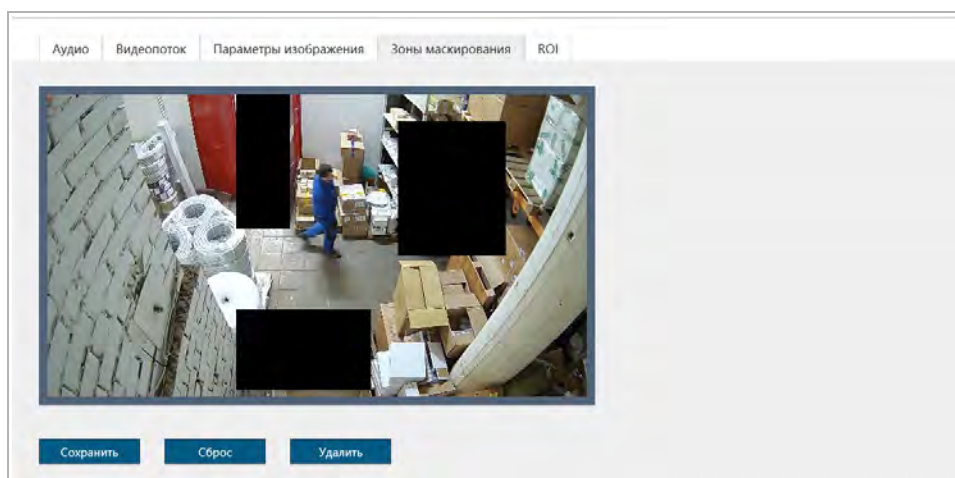 Аудио Видеопоток Параметры изображения Зоны маскирования ROI
Сохранить Сброс Удалить